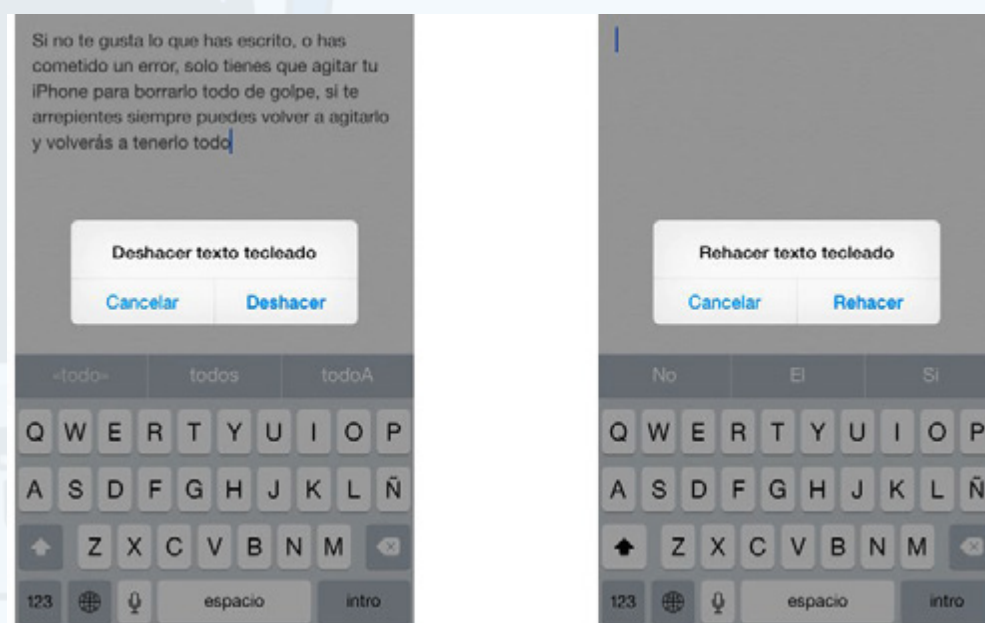 Si no te gusta lo que has escrito, o has
cometido un error, solo tienes que agitar tu
iPhone para borrarlo todo de golpe, si te
arrepientes siempre puedes volver a agitarlo
y volverás a tenerlo todo
Deshacer texto tecleado
Cancelar Deshacer
«todo» todos todoA
Q W E R T Y U I O P
A S D F G H J K L Ñ
Z X C V B N M
123 espacio intro
Rehacer texto tecleado
Cancelar Rehacer
No El Si
Q W E R T Y U I O P
A S D F G H J K L Ñ
Z X C V B N M
123 espacio intro